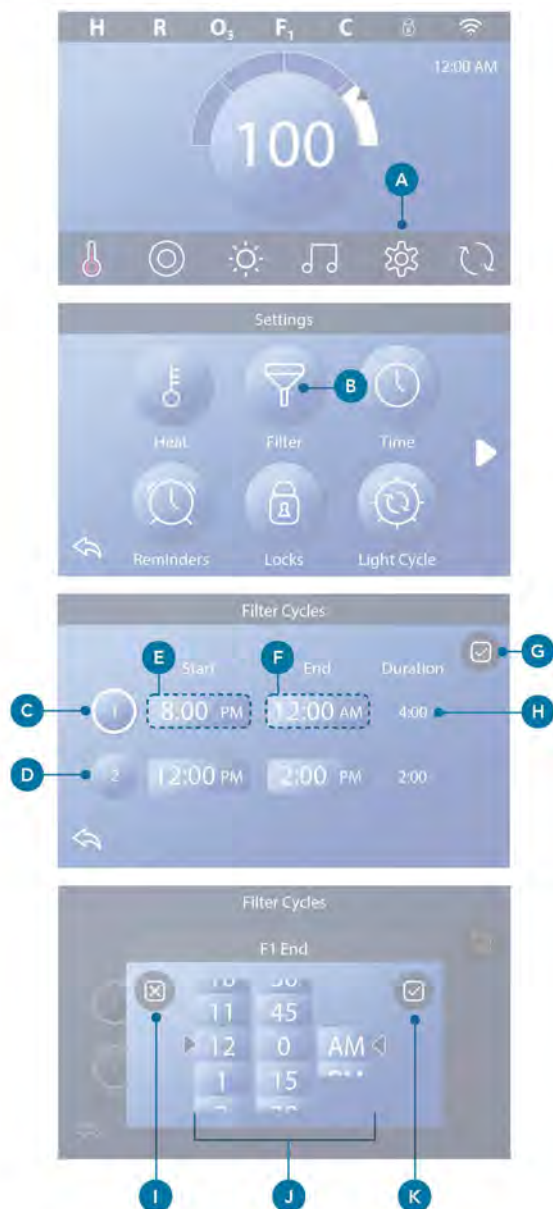 H R O3 F1 C
12:00 AM
100
A
Settings
B
Heat Filter Time
Reminders Locks Light Cycle
Filter Cycles
G
E F
Start End Duration
C 1 8:00 PM 12:00 AM 4:00 H
D 2 12:00 PM 2:00 PM 2:00
Filter Cycles
F1 End
11 45
12 0 AM
1 15
I J K